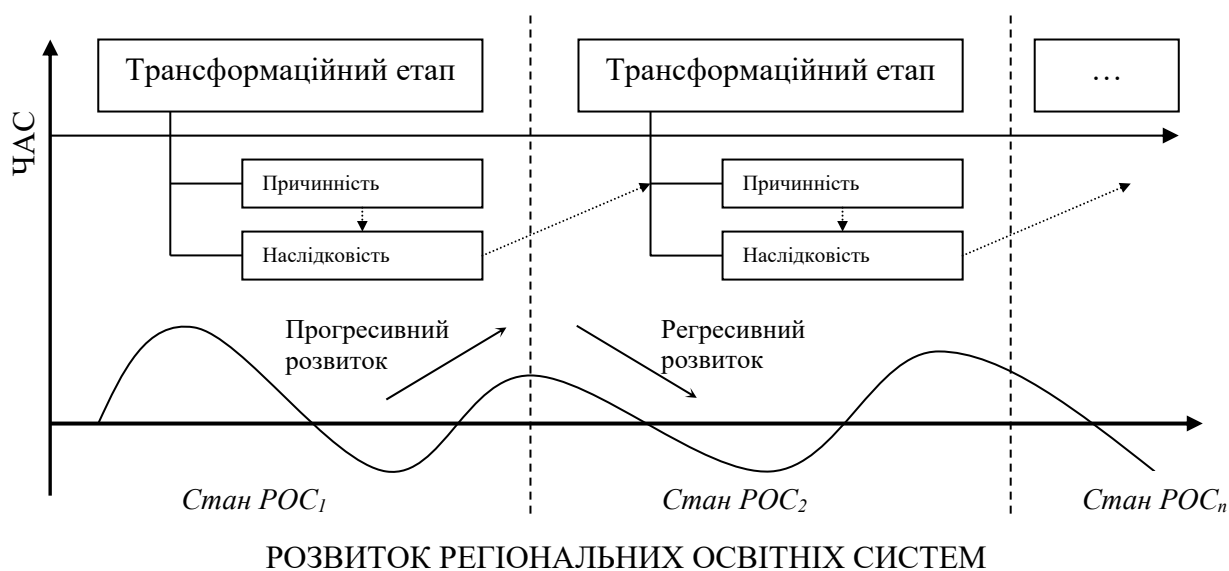 Трансформаційний етап
Трансформаційний етап
…
ЧАС
Причинність
Наслідковість
Причинність
Наслідковість
Прогресивний
розвиток
Регресивний
розвиток
Стан РОС₁
Стан РОС₂
Стан РОСₙ
РОЗВИТОК РЕГІОНАЛЬНИХ ОСВІТНІХ СИСТЕМ